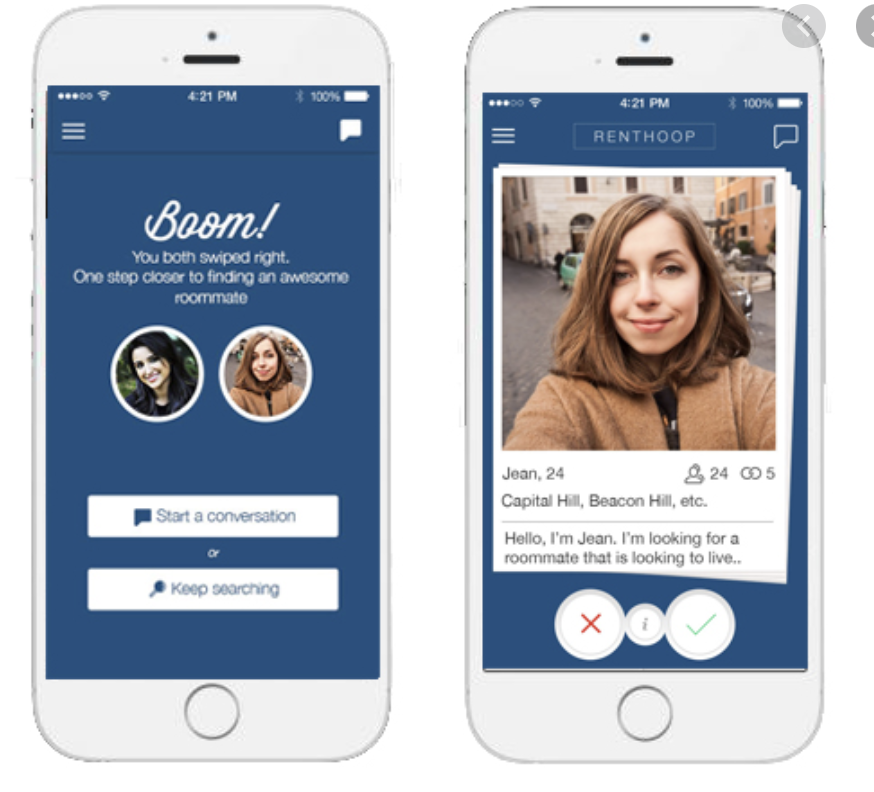 4:21 PM
100%
Boom!
You both swiped right.
One step closer to finding an awesome
roommate
Start a conversation
or
Keep searching
4:21 PM
100%
RENTHOOP
Jean, 24
24
5
Capital Hill, Beacon Hill, etc.
Hello, I'm Jean. I'm looking for a
roommate that is looking to live..
i